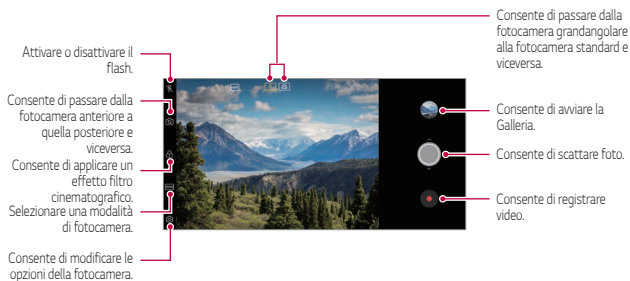 Consente di passare dalla
fotocamera grandangolare
alla fotocamera standard e
viceversa.
Attivare o disattivare il
flash.
Consente di passare dalla
fotocamera anteriore a
quella posteriore e
viceversa.
Consente di applicare un
effetto filtro
cinematografico.
Selezionare una modalità
di fotocamera.
Consente di modificare le
opzioni della fotocamera.
Consente di avviare la
Galleria.
Consente di scattare foto.
Consente di registrare
video.